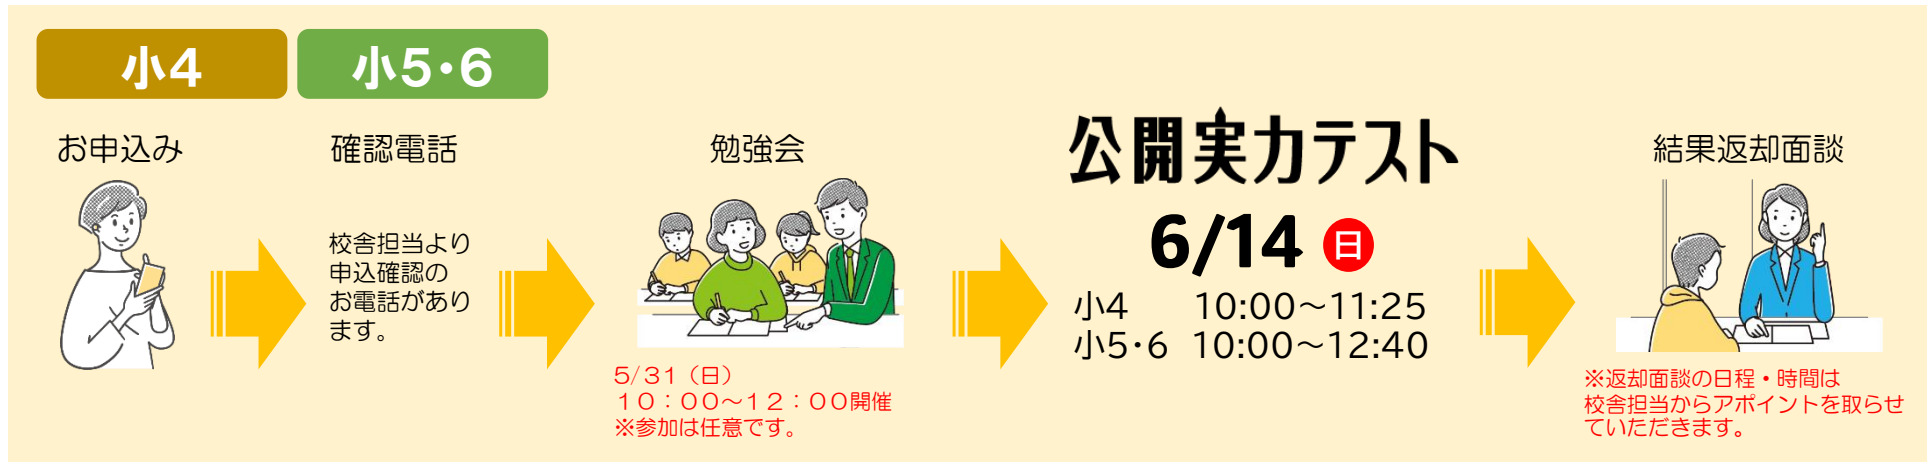 小4
小5・6
お申込み
確認電話
校舎担当より
申込確認の
お電話があり
ます。
勉強会
5/31（日）
１０：００～１２：００開催
※参加は任意です。
公開実力テスト
6/14 日
小4 10:00～11:25
小5・6 10:00～12:40
結果返却面談
※返却面談の日程・時間は
校舎担当からアポイントを取らせ
ていただきます。